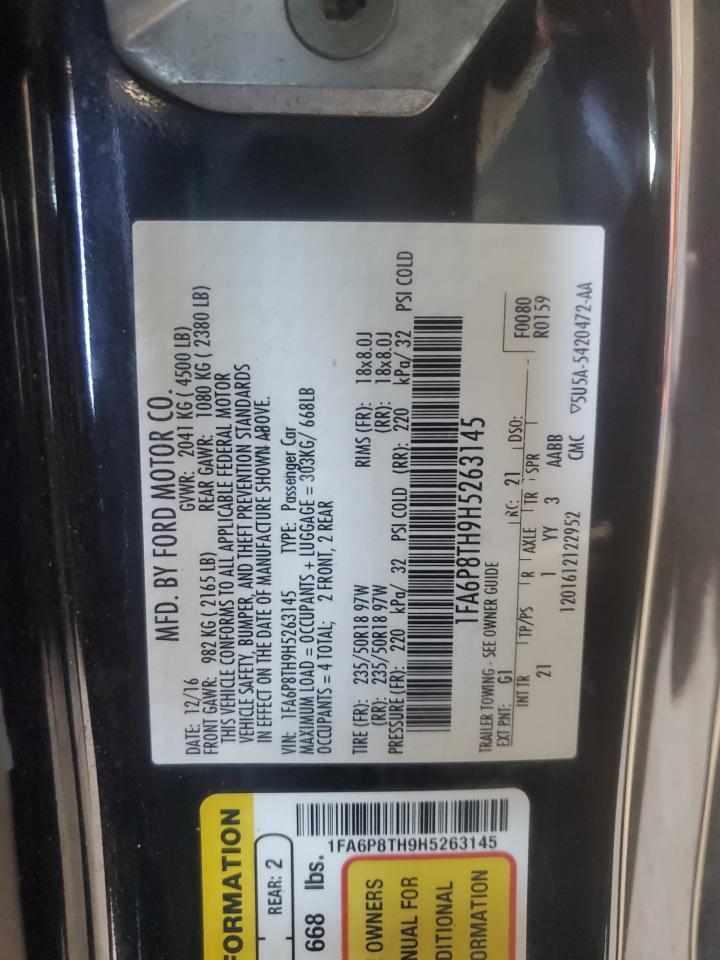 MFD. BY FORD MOTOR CO.
DATE: 12/16 GVWR: 2041 KG ( 4500 LB)
FRONT GAWR: 982 KG ( 2165 LB) REAR GAWR: 1080 KG ( 2380 LB)
THIS VEHICLE CONFORMS TO ALL APPLICABLE FEDERAL MOTOR
VEHICLE SAFETY, BUMPER, AND THEFT PREVENTION STANDARDS
IN EFFECT ON THE DATE OF MANUFACTURE SHOWN ABOVE.
VIN: 1FA6P8TH9H5263145 TYPE: Passenger Car
MAXIMUM LOAD = OCCUPANTS + LUGGAGE = 303KG/ 668LB
OCCUPANTS = 4 TOTAL; 2 FRONT, 2 REAR
TIRE (FR): 235/50R18 97W RIMS (FR): 18x8.0J
(RR): 235/50R18 97W (RR): 18x8.0J
PRESSURE (FR): 220 kPa/ 32 PSI COLD (RR): 220 kPa/ 32 PSI COLD
1FA6P8TH9H5263145
TRAILER TOWING - SEE OWNER GUIDE
EXT PNT: G1 RC: 21 DSO: F0080
R0159
INT TR TP/PS R AXLE TR SPR
21 1 YY 3 AABB
1201612122952 CMC ▽5U5A-5420472-AA
FORMATION
REAR: 2
668 lbs.
1FA6P8TH9H5263145
OWNERS
NUAL FOR
DITIONAL
ORMATION